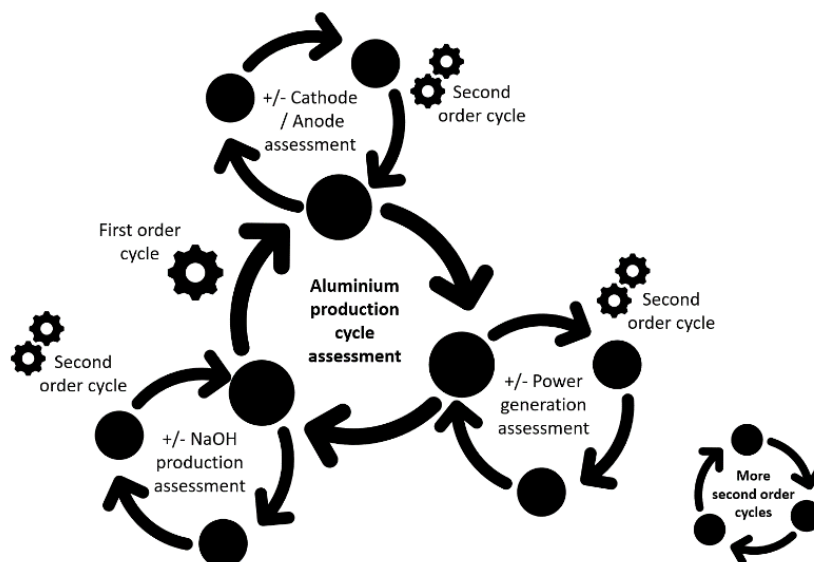 +/- Cathode
/ Anode
assessment
Second
order cycle
First order
cycle
Aluminium
production
cycle
assessment
Second
order cycle
Second
order cycle
+/- Power
generation
assessment
+/- NaOH
production
assessment
More
second order
cycles